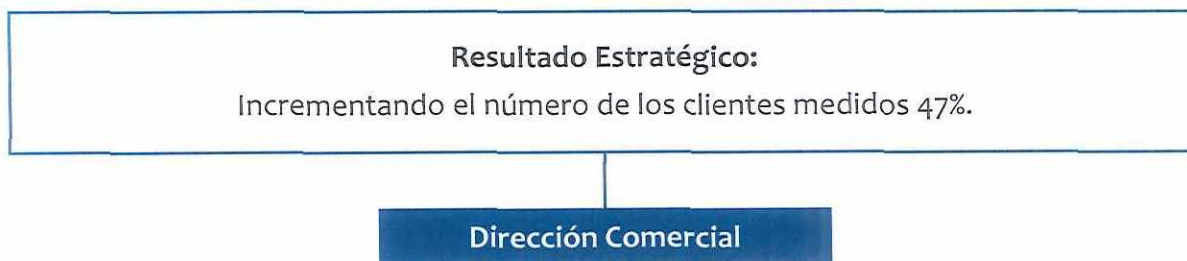 Resultado Estratégico:
Incrementando el número de los clientes medidos 47%.
Dirección Comercial